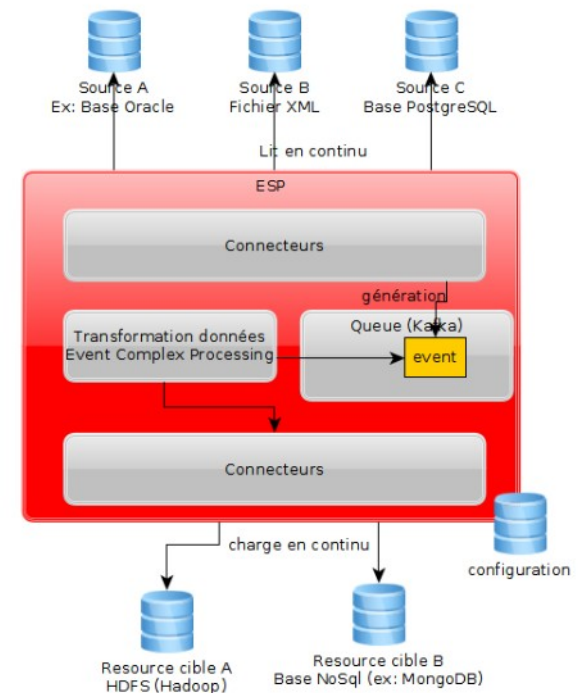 Source A
Ex: Base Oracle
Source B
Fichier XML
Source C
Base PostgreSQL
Lit en continu
ESP
Connecteurs
génération
Transformation données
Event Complex Processing
Queue (Kafka)
event
Connecteurs
charge en continu
configuration
Resource cible A
HDFS (Hadoop)
Resource cible B
Base NoSql (ex: MongoDB)